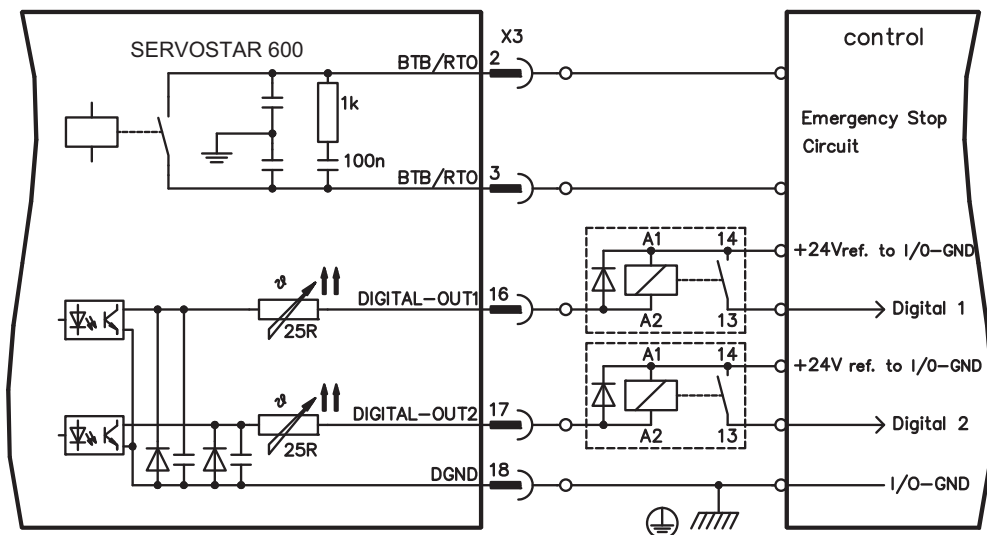 SERVOSTAR 600
X3
control
BTB/RTO
2
1k
100n
Emergency Stop
Circuit
BTB/RTO
3
A1
14
+24Vref. to I/O-GND
ϑ
25R
DIGITAL-OUT1
16
A2
13
Digital 1
A1
14
+24V ref. to I/O-GND
ϑ
25R
DIGITAL-OUT2
17
A2
13
Digital 2
DGND
18
I/O-GND